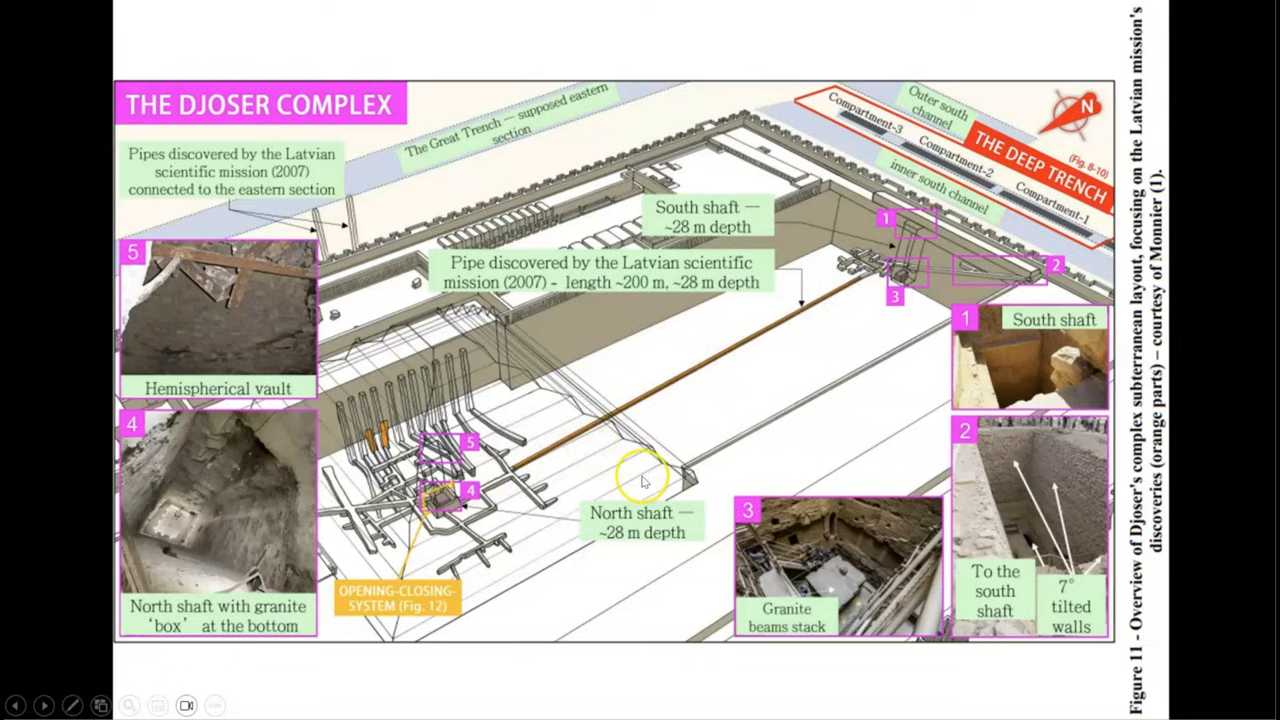 THE DJOSER COMPLEX
The Great Trench — supposed eastern
section
Pipes discovered by the Latvian
scientific mission (2007)
connected to the eastern section
Outer south
channel
N
Compartment-3
Compartment-2
Compartment-1
THE DEEP TRENCH
(Fig. 8-10)
inner south channel
South shaft —
~28 m depth
Pipe discovered by the Latvian scientific
mission (2007) - length ~200 m, ~28 m depth
1
2
3
5
Hemispherical vault
4
North shaft with granite
‘box’ at the bottom
5
4
OPENING-CLOSING-
SYSTEM (Fig. 12)
North shaft —
~28 m depth
1
South shaft
2
To the
south
shaft
7°
tilted
walls
3
Granite
beams stack
Figure 11 - Overview of Djoser's complex subterranean layout, focusing on the Latvian mission's
discoveries (orange parts) – courtesy of Monnier (1).